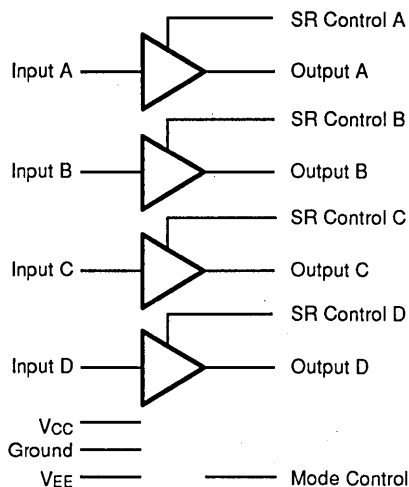 SR Control A
Input A
Output A
SR Control B
Input B
Output B
SR Control C
Input C
Output C
SR Control D
Input D
Output D
VCC
Ground
VEE
Mode Control